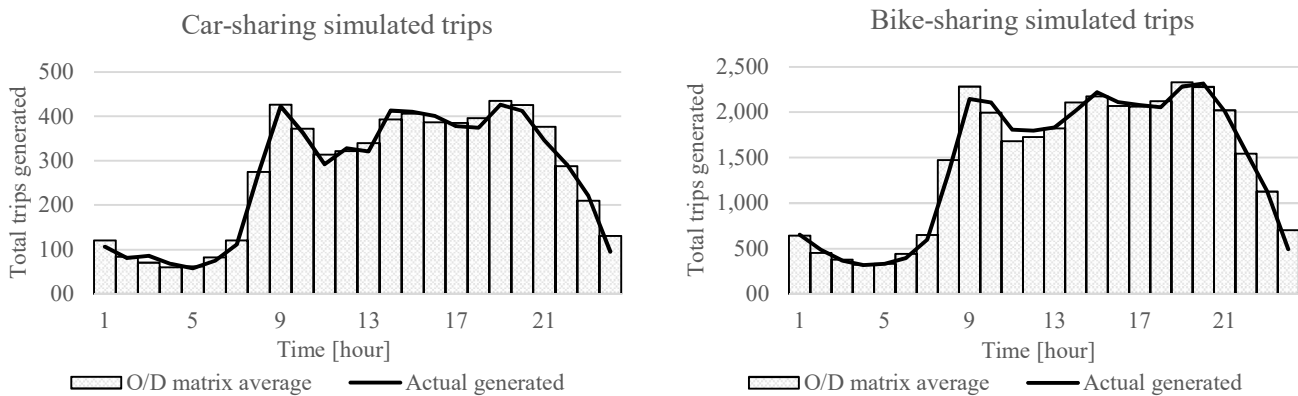 Car-sharing simulated trips
Total trips generated
500
400
300
200
100
00
1 5 9 13 17 21
Time [hour]
O/D matrix average Actual generated
Bike-sharing simulated trips
Total trips generated
2,500
2,000
1,500
1,000
500
00
1 5 9 13 17 21
Time [hour]
O/D matrix average Actual generated